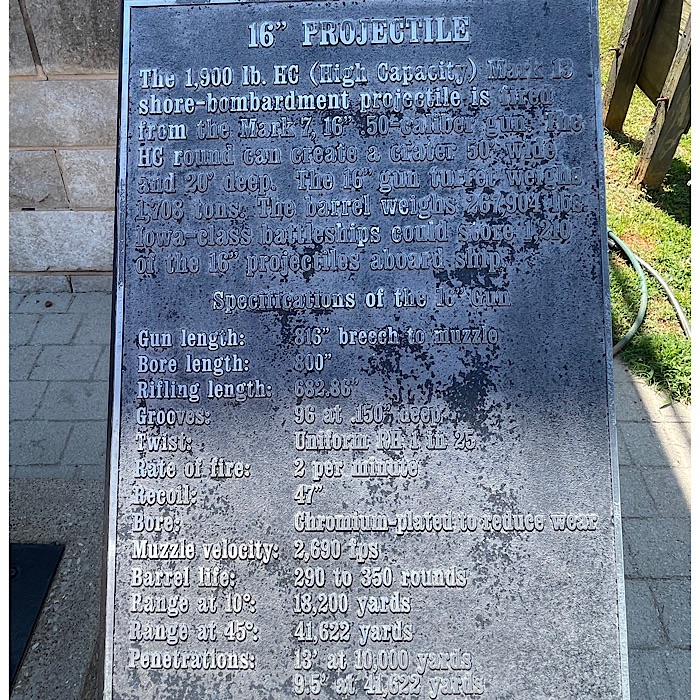 16” PROJECTILE
The 1,900 lb. HC (High Capacity) Mark 13
shore-bombardment projectile is fired
from the Mark 7, 16” .50-caliber gun. The
HC round can create a crater 50’ wide
and 20’ deep. The 16” gun turret weighs
1,708 tons. The barrel weighs 267,904 lbs.
Iowa-class battleships could store 1,210
of the 16” projectiles aboard ship.
Specifications of the 16” Gun
Gun length: 816” breech to muzzle
Bore length: 800”
Rifling length: 682.86”
Grooves: 96 at .150” deep
Twist: Uniform RH 1 in 25
Rate of fire: 2 per minute
Recoil: 47”
Bore: Chromium-plated to reduce wear
Muzzle velocity: 2,690 fps
Barrel life: 290 to 350 rounds
Range at 10°: 18,200 yards
Range at 45°: 41,622 yards
Penetrations: 13’ at 10,000 yards
9.5’ at 41,622 yards